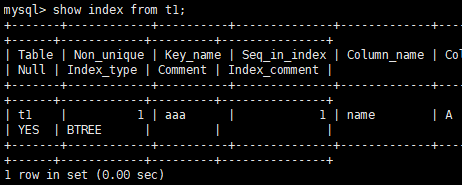 mysql> show index from t1;
+-------+------------+----------+--------------+-------------+
+------+------------+---------+---------------+
| Table | Non_unique | Key_name | Seq_in_index | Column_name |
| Null | Index_type | Comment | Index_comment |
+-------+------------+----------+--------------+-------------+
+------+------------+---------+---------------+
| t1    |          1 | aaa      |            1 | name        | A
| YES  | BTREE      |         |               |
+-------+------------+----------+--------------+-------------+
+------+------------+---------+---------------+
1 row in set (0.00 sec)